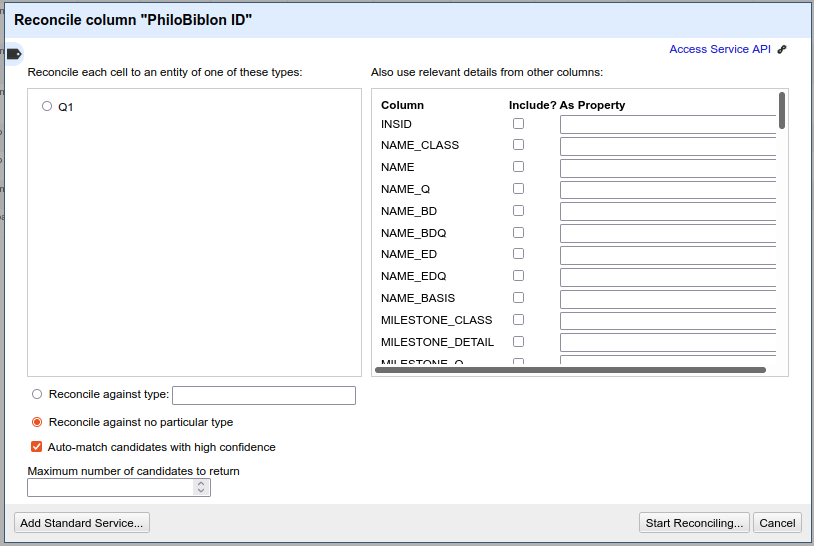 Reconcile column "PhiloBiblon ID"
Access Service API
Reconcile each cell to an entity of one of these types:
Also use relevant details from other columns:
Q1
Column Include? As Property
INSID
NAME_CLASS
NAME
NAME_Q
NAME_BD
NAME_BDQ
NAME_ED
NAME_EDQ
NAME_BASIS
MILESTONE_CLASS
MILESTONE_DETAIL
MILESTONE_Q
Reconcile against type:
Reconcile against no particular type
Auto-match candidates with high confidence
Maximum number of candidates to return
Add Standard Service... Start Reconciling... Cancel